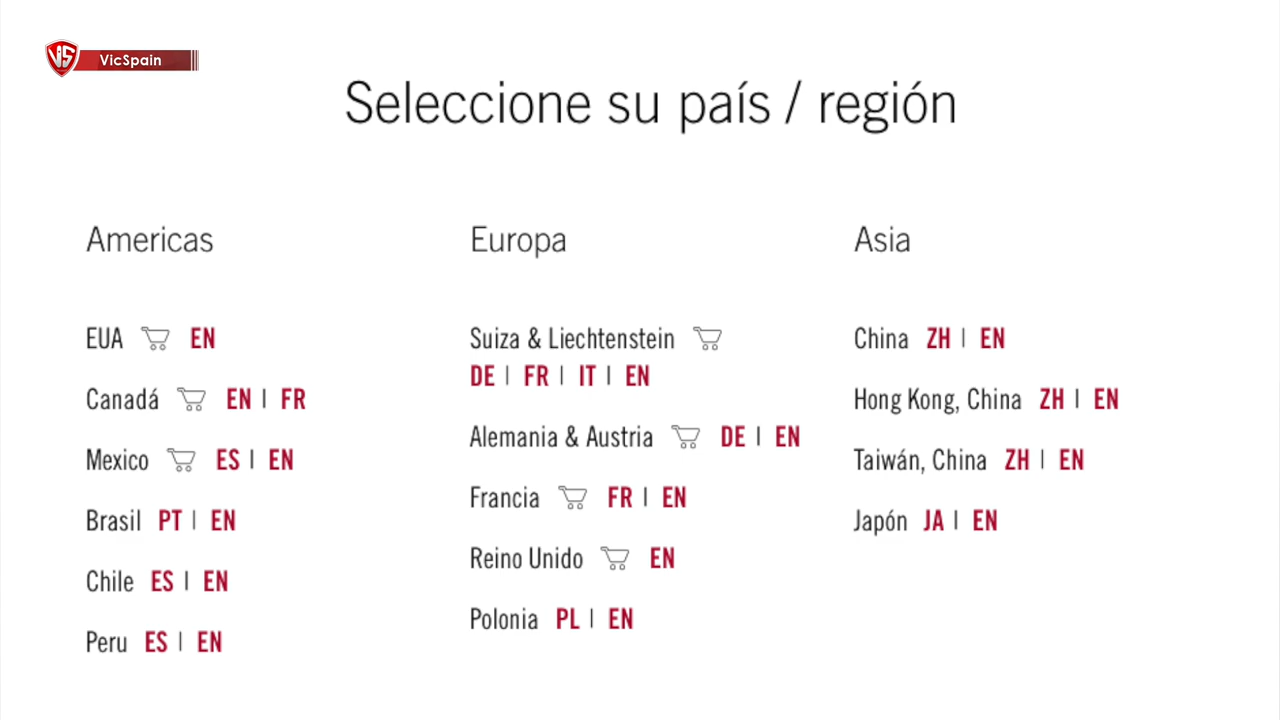 VS VicSpain
Seleccione su país / región
Americas
EUA EN
Canadá EN | FR
Mexico ES | EN
Brasil PT | EN
Chile ES | EN
Peru ES | EN
Europa
Suiza & Liechtenstein
DE | FR | IT | EN
Alemania & Austria DE | EN
Francia FR | EN
Reino Unido EN
Polonia PL | EN
Asia
China ZH | EN
Hong Kong, China ZH | EN
Taiwán, China ZH | EN
Japón JA | EN